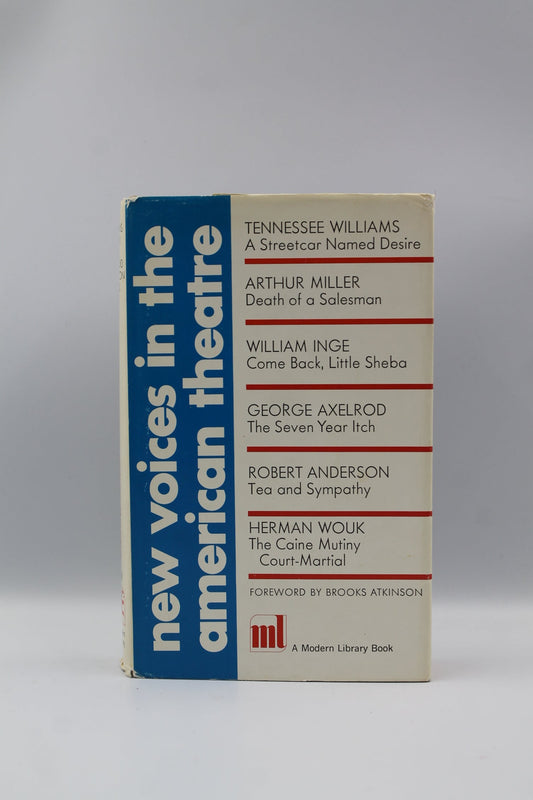 new voices in the
american theatre
TENNESSEE WILLIAMS
A Streetcar Named Desire
ARTHUR MILLER
Death of a Salesman
WILLIAM INGE
Come Back, Little Sheba
GEORGE AXELROD
The Seven Year Itch
ROBERT ANDERSON
Tea and Sympathy
HERMAN WOUK
The Caine Mutiny
Court-Martial
FOREWORD BY BROOKS ATKINSON
ml
A Modern Library Book